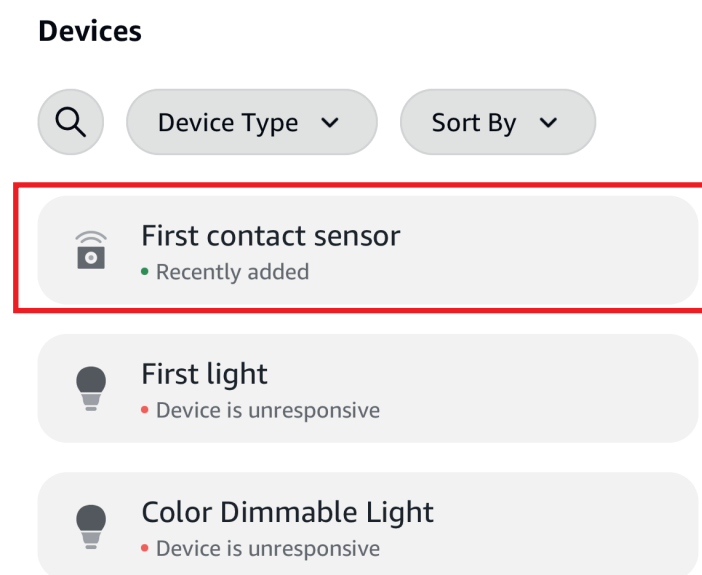 Devices
Device Type
Sort By
First contact sensor
Recently added
First light
Device is unresponsive
Color Dimmable Light
Device is unresponsive